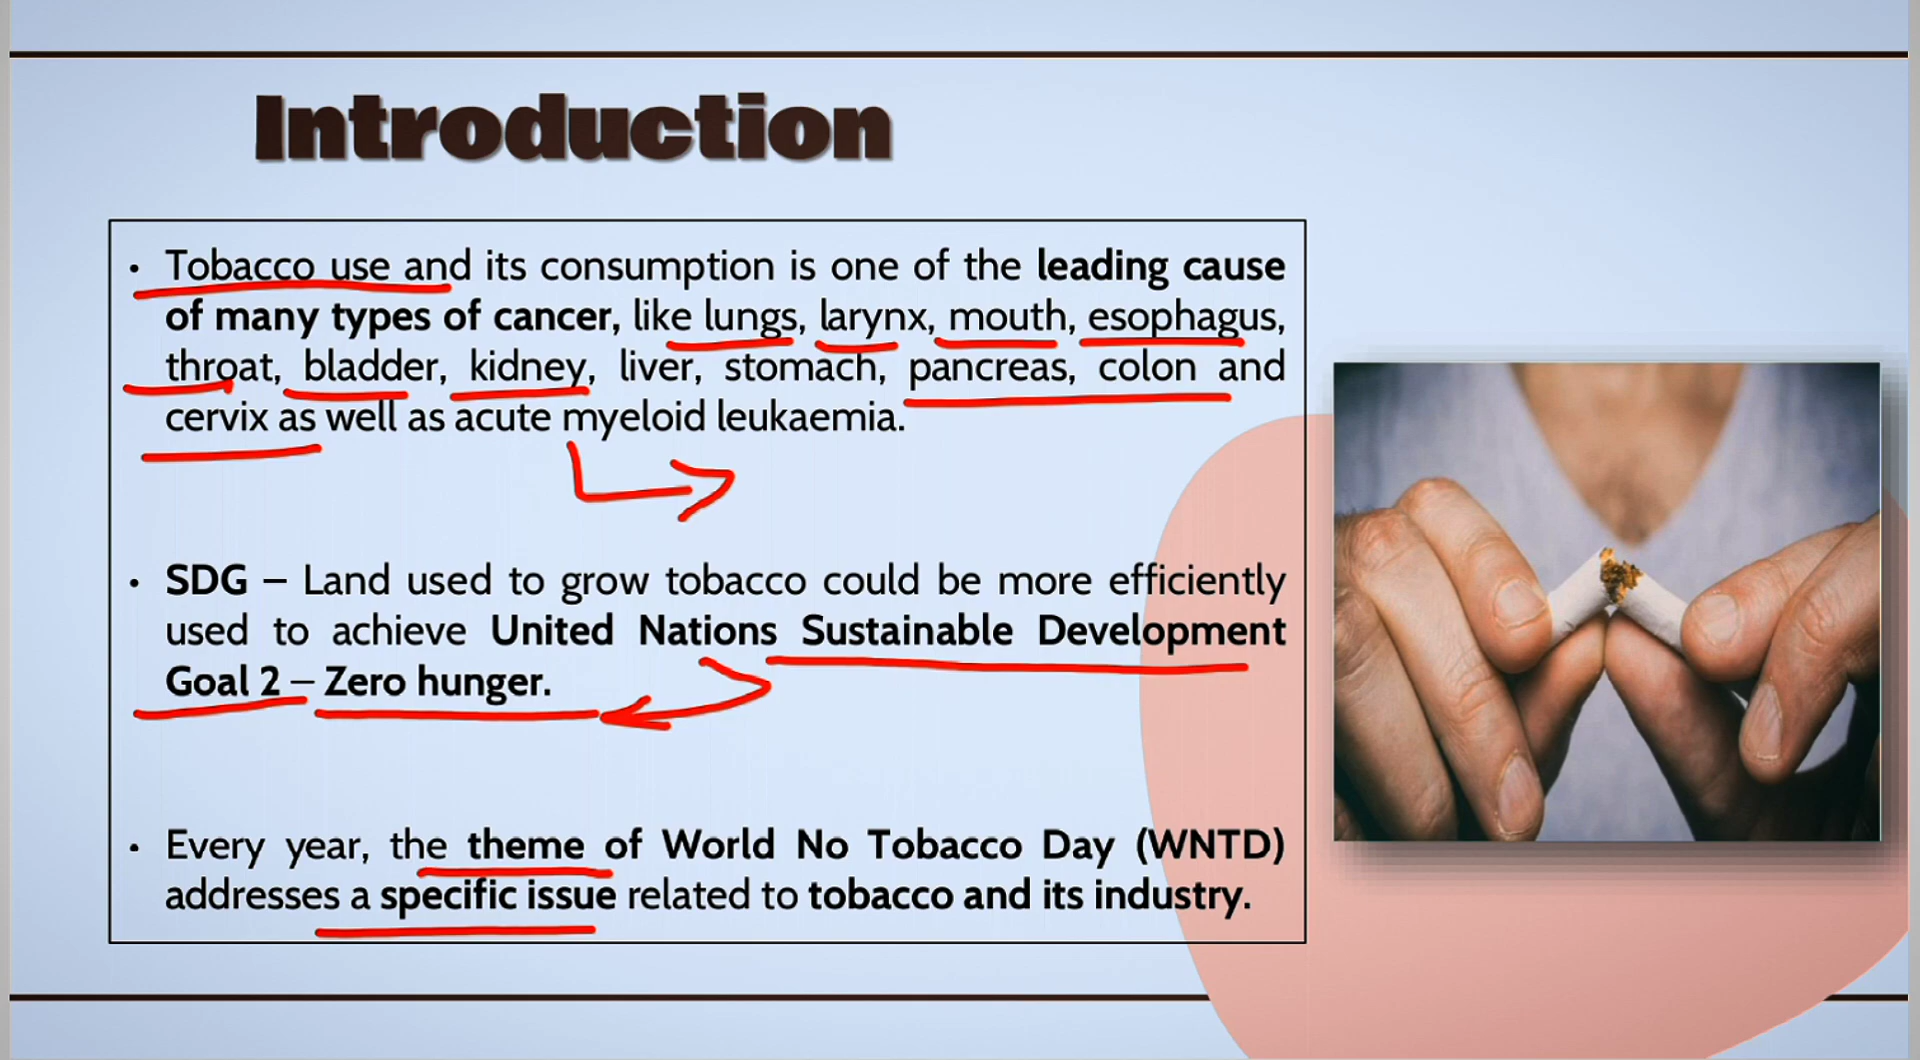 Introduction
• Tobacco use and its consumption is one of the leading cause
of many types of cancer, like lungs, larynx, mouth, esophagus,
throat, bladder, kidney, liver, stomach, pancreas, colon and
cervix as well as acute myeloid leukaemia.
• SDG – Land used to grow tobacco could be more efficiently
used to achieve United Nations Sustainable Development
Goal 2 – Zero hunger.
• Every year, the theme of World No Tobacco Day (WNTD)
addresses a specific issue related to tobacco and its industry.